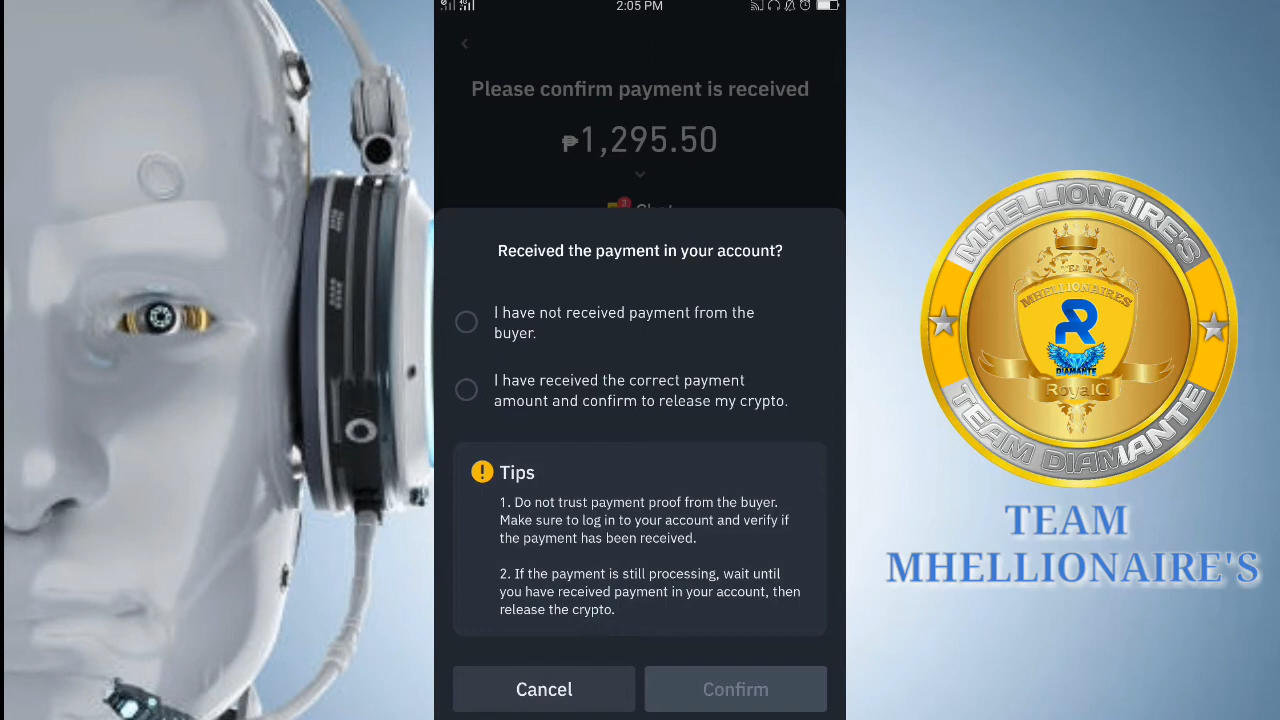 2:05 PM
Please confirm payment is received
₱1,295.50
3
Received the payment in your account?
I have not received payment from the
buyer.
I have received the correct payment
amount and confirm to release my crypto.
! Tips
1. Do not trust payment proof from the buyer.
Make sure to log in to your account and verify if
the payment has been received.
2. If the payment is still processing, wait until
you have received payment in your account, then
release the crypto.
Cancel
Confirm
MHELLIONAIRE'S
TEAM
MHELLIONAIRES
DIAMANTE
RoyalQ
TEAM DIAMANTE
TEAM
MHELLIONAIRE'S